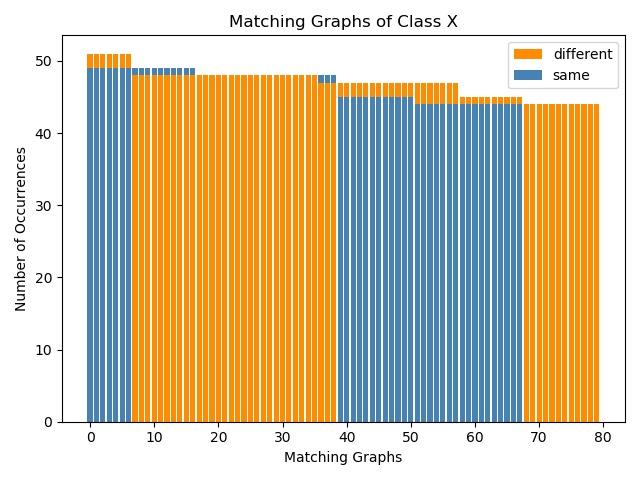 Matching Graphs of Class X
different
same
Number of Occurrences
50
40
30
20
10
0
0 10 20 30 40 50 60 70 80
Matching Graphs